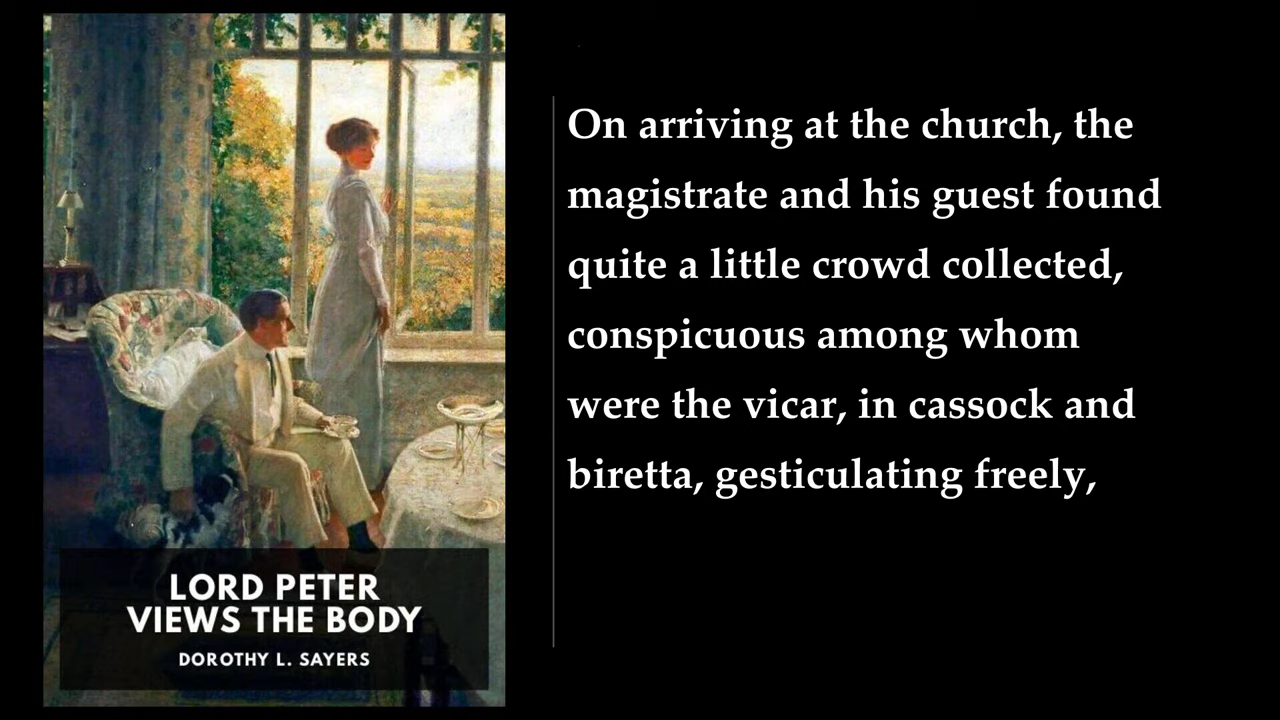 On arriving at the church, the
magistrate and his guest found
quite a little crowd collected,
conspicuous among whom
were the vicar, in cassock and
biretta, gesticulating freely,
LORD PETER
VIEWS THE BODY
DOROTHY L. SAYERS